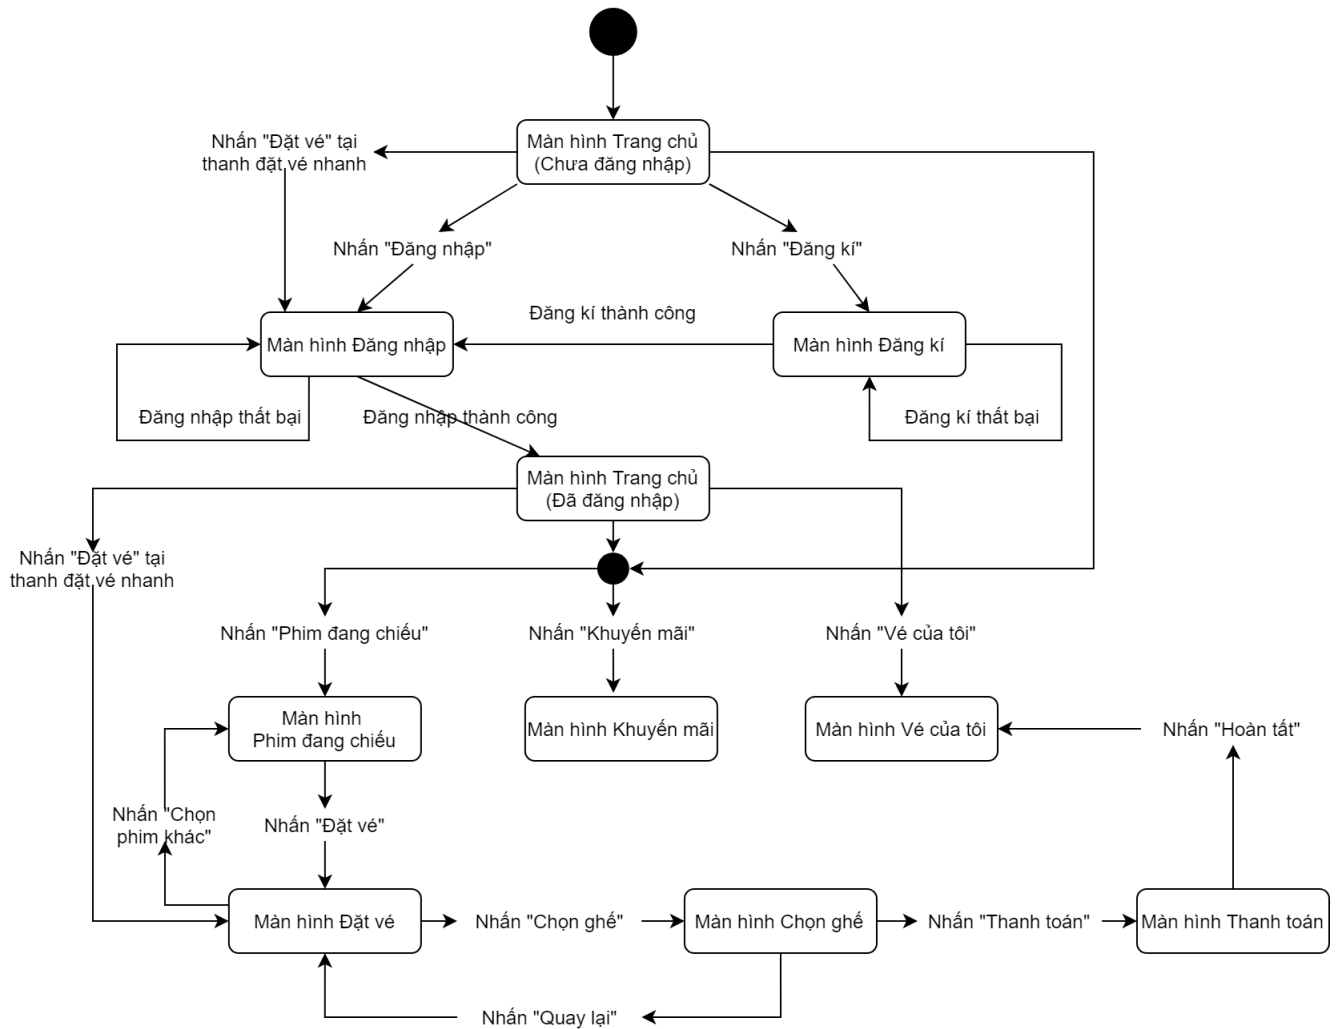 Màn hình Trang chủ
(Chưa đăng nhập)
Nhấn "Đặt vé" tại
thanh đặt vé nhanh
Nhấn "Đăng nhập"
Nhấn "Đăng kí"
Đăng kí thành công
Màn hình Đăng nhập
Màn hình Đăng kí
Đăng nhập thất bại
Đăng nhập thành công
Đăng kí thất bại
Màn hình Trang chủ
(Đã đăng nhập)
Nhấn "Đặt vé" tại
thanh đặt vé nhanh
Nhấn "Phim đang chiếu"
Nhấn "Khuyến mãi"
Nhấn "Vé của tôi"
Màn hình
Phim đang chiếu
Màn hình Khuyến mãi
Màn hình Vé của tôi
Nhấn "Hoàn tất"
Nhấn "Chọn
phim khác"
Nhấn "Đặt vé"
Màn hình Đặt vé
Nhấn "Chọn ghế"
Màn hình Chọn ghế
Nhấn "Thanh toán"
Màn hình Thanh toán
Nhấn "Quay lại"